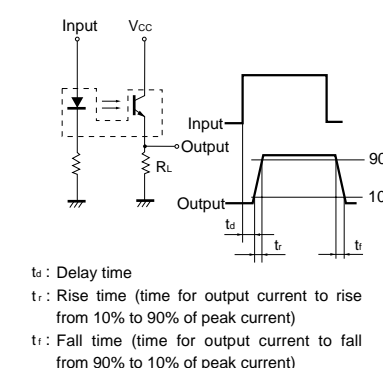 Input Vcc
Input
Output
RL
90
Output
10
td
tr tf
td : Delay time
tr : Rise time (time for output current to rise
from 10% to 90% of peak current)
tf : Fall time (time for output current to fall
from 90% to 10% of peak current)